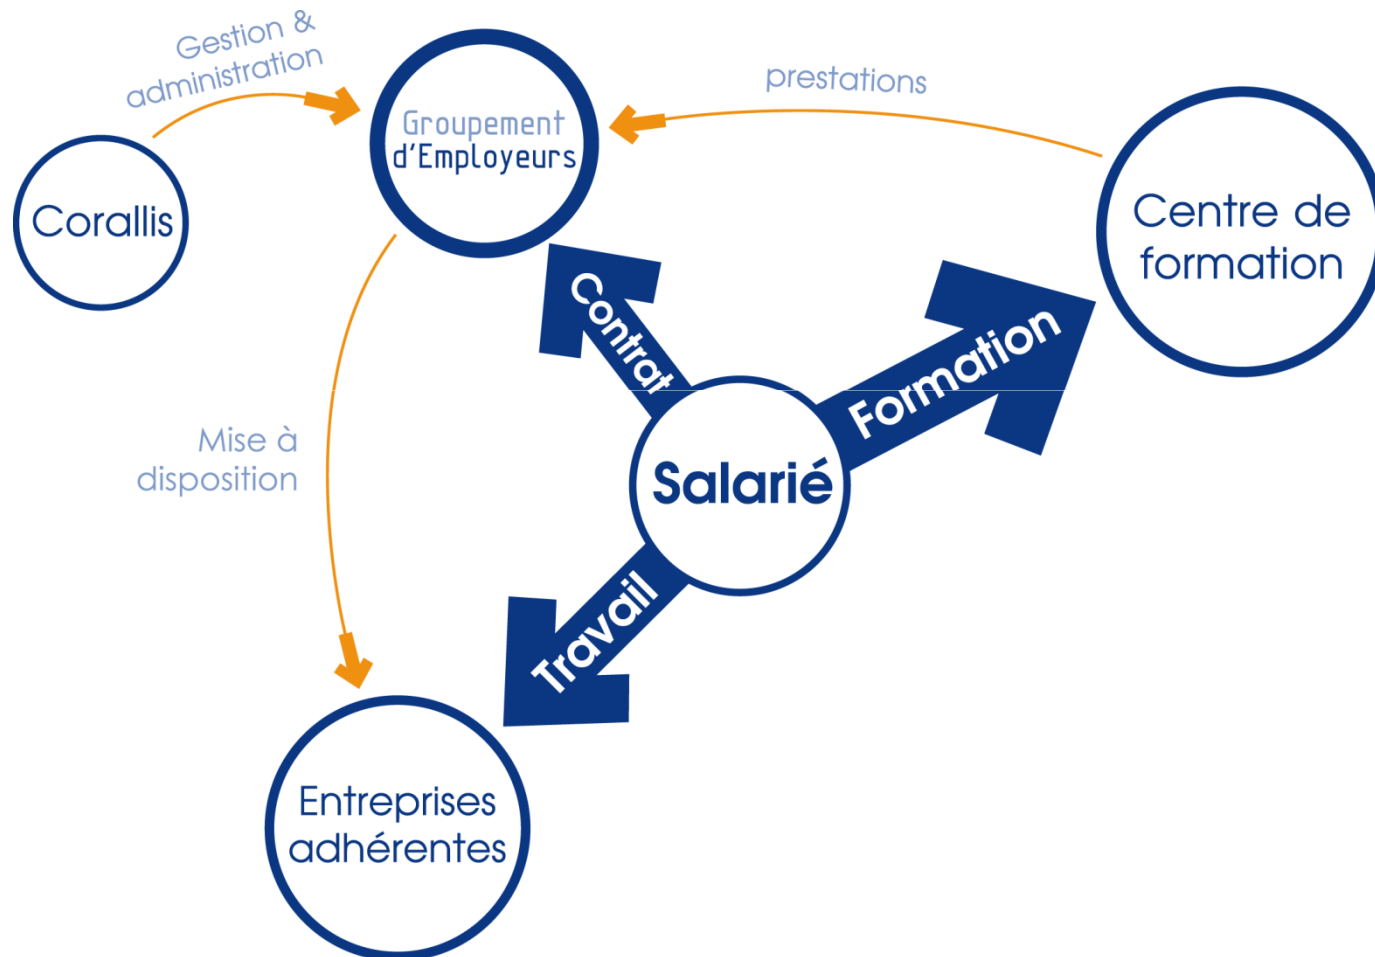 Gestion &
administration
prestations
Groupement
d'Employeurs
Corallis
Centre de
formation
Contrat
Formation
Mise à
disposition
Salarié
Travail
Entreprises
adhérentes